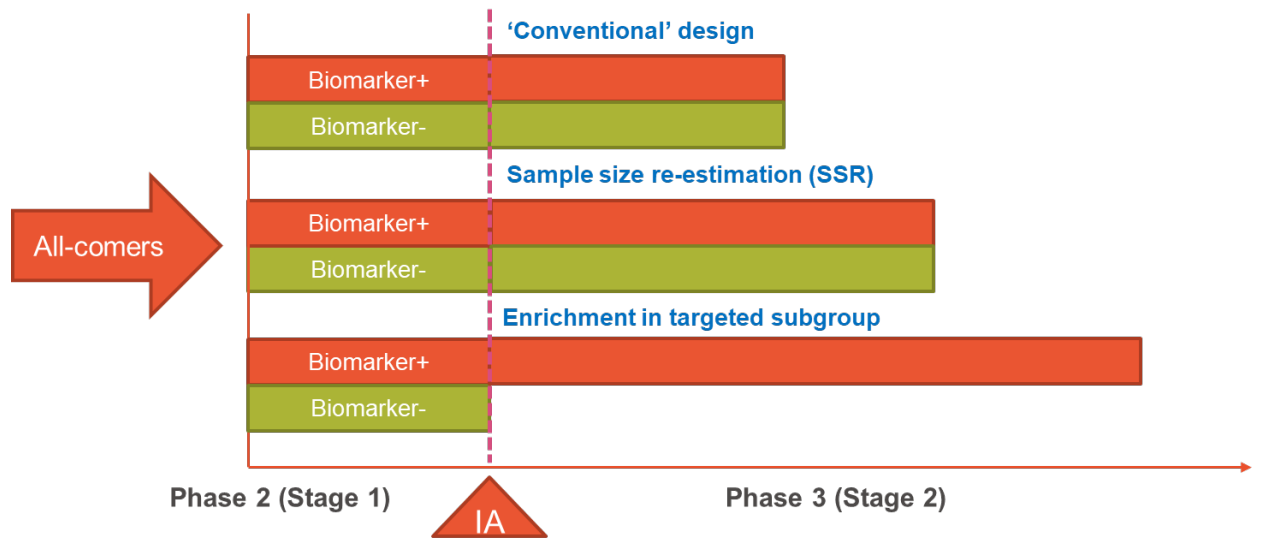 ‘Conventional’ design
Biomarker+
Biomarker-
Sample size re-estimation (SSR)
All-comers
Biomarker+
Biomarker-
Enrichment in targeted subgroup
Biomarker+
Biomarker-
Phase 2 (Stage 1)
IA
Phase 3 (Stage 2)